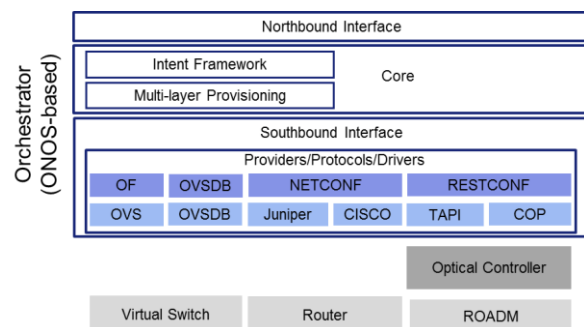 Northbound Interface
Orchestrator
(ONOS-based)
Intent Framework
Core
Multi-layer Provisioning
Southbound Interface
Providers/Protocols/Drivers
OF OVSDB NETCONF RESTCONF
OVS OVSDB Juniper CISCO TAPI COP
Optical Controller
Virtual Switch Router ROADM